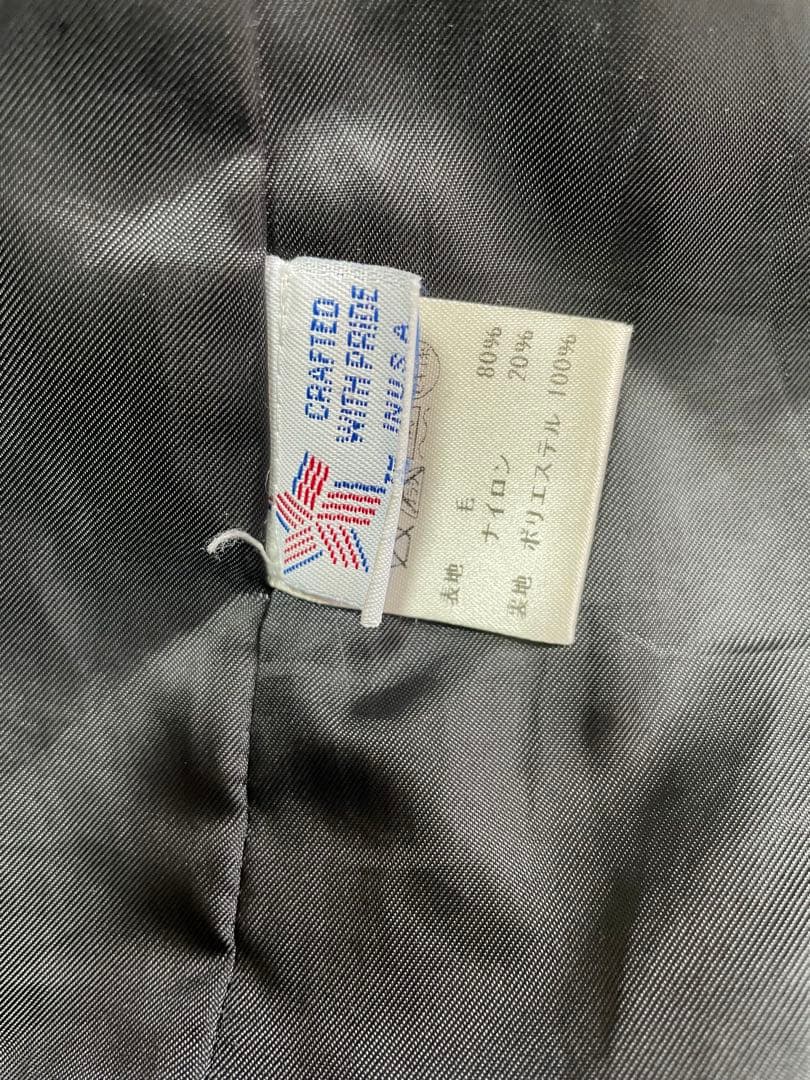 CRAFTED
WITH PRIDE
IN U.S.A
表地 毛 80%
ナイロン 20%
表地 ポリエステル 100%